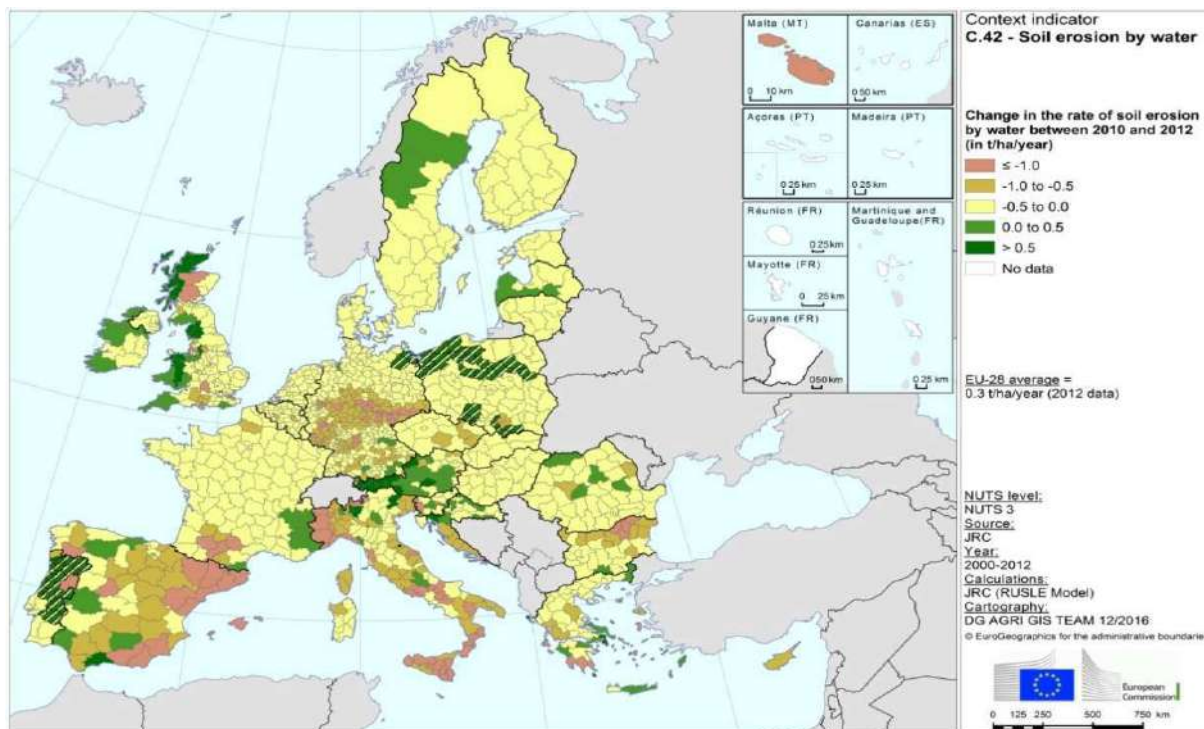 Malta (MT)
0 10 km
Canarias (ES)
0 50 km
Açores (PT)
0 25 km
Madeira (PT)
0 25 km
Réunion (FR)
0 25 km
Martinique and
Guadeloupe(FR)
Mayotte (FR)
0 25 km
Guyane (FR)
0 25 km
Context indicator
C.42 - Soil erosion by water
Change in the rate of soil erosion
by water between 2010 and 2012
(in t/ha/year)
≤ -1.0
-1.0 to -0.5
-0.5 to 0.0
0.0 to 0.5
> 0.5
No data
EU-28 average =
0.3 t/ha/year (2012 data)
NUTS level:
NUTS 3
Source:
JRC
Year:
2000-2012
Calculations:
JRC (RUSLE Model)
Cartography:
DG AGRI GIS TEAM 12/2016
© EuroGeographics for the administrative boundarie
European
Commission
0 125 250 500 750 km